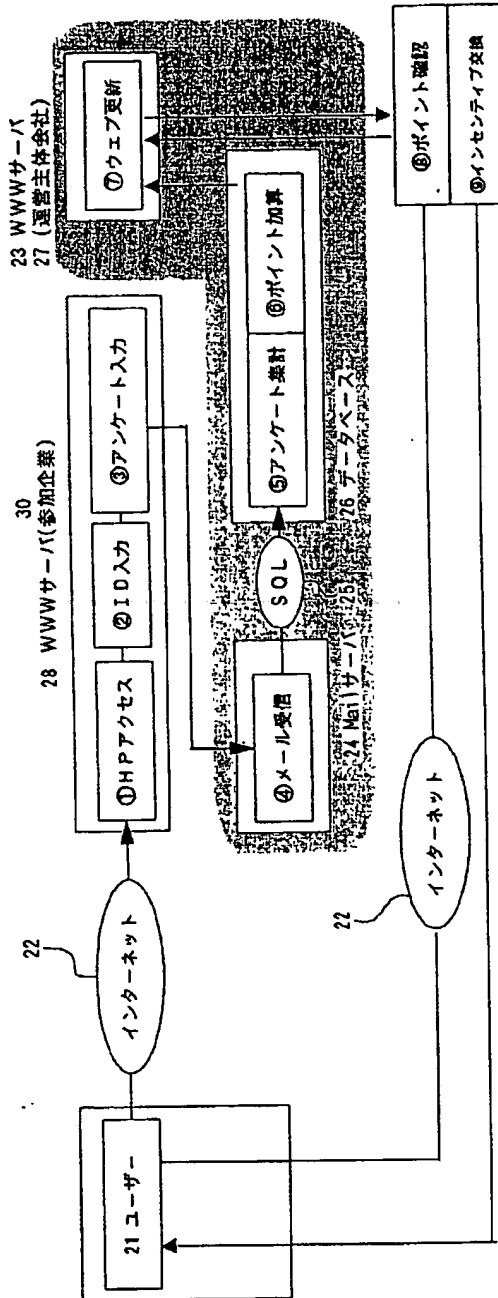 23 WWWサーバ
27 (運営主体会社)
⑦ウェブ更新
30
28 WWWサーバ(参加企業)
①HPアクセス
②ID入力
③アンケート入力
22
インターネット
21 ユーザー
④メール受信
SQL
⑤アンケート集計
⑥ポイント加算
24 Mailサーバ (25)
26 データベース
22
インターネット
⑧ポイント確認
⑨インセンティブ交換